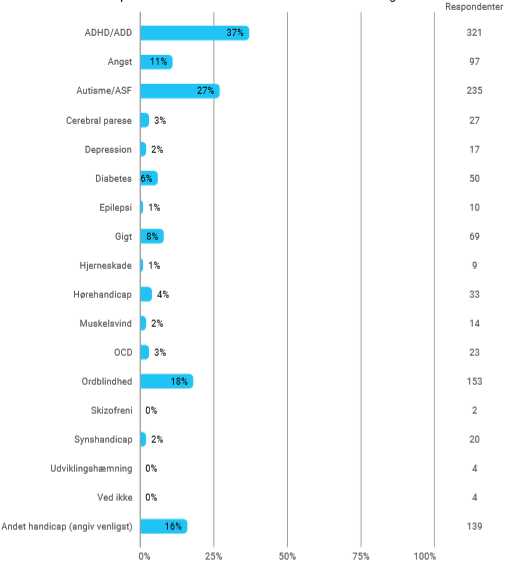 Respondenter
ADHD/ADD 37% 321
Angst 11% 97
Autisme/ASF 27% 235
Cerebral parese 3% 27
Depression 2% 17
Diabetes 6% 50
Epilepsi 1% 10
Gigt 8% 69
Hjerneskade 1% 9
Hørehandicap 4% 33
Muskelsvind 2% 14
OCD 3% 23
Ordblindhed 18% 153
Skizofreni 0% 2
Synshandicap 2% 20
Udviklingshæmning 0% 4
Ved ikke 0% 4
Andet handicap (angiv venligst) 16% 139
0% 25% 50% 75% 100%